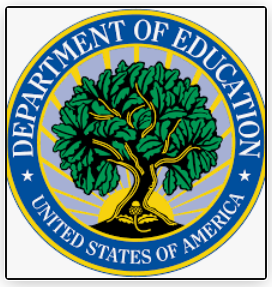 DEPARTMENT OF EDUCATION
UNITED STATES OF AMERICA